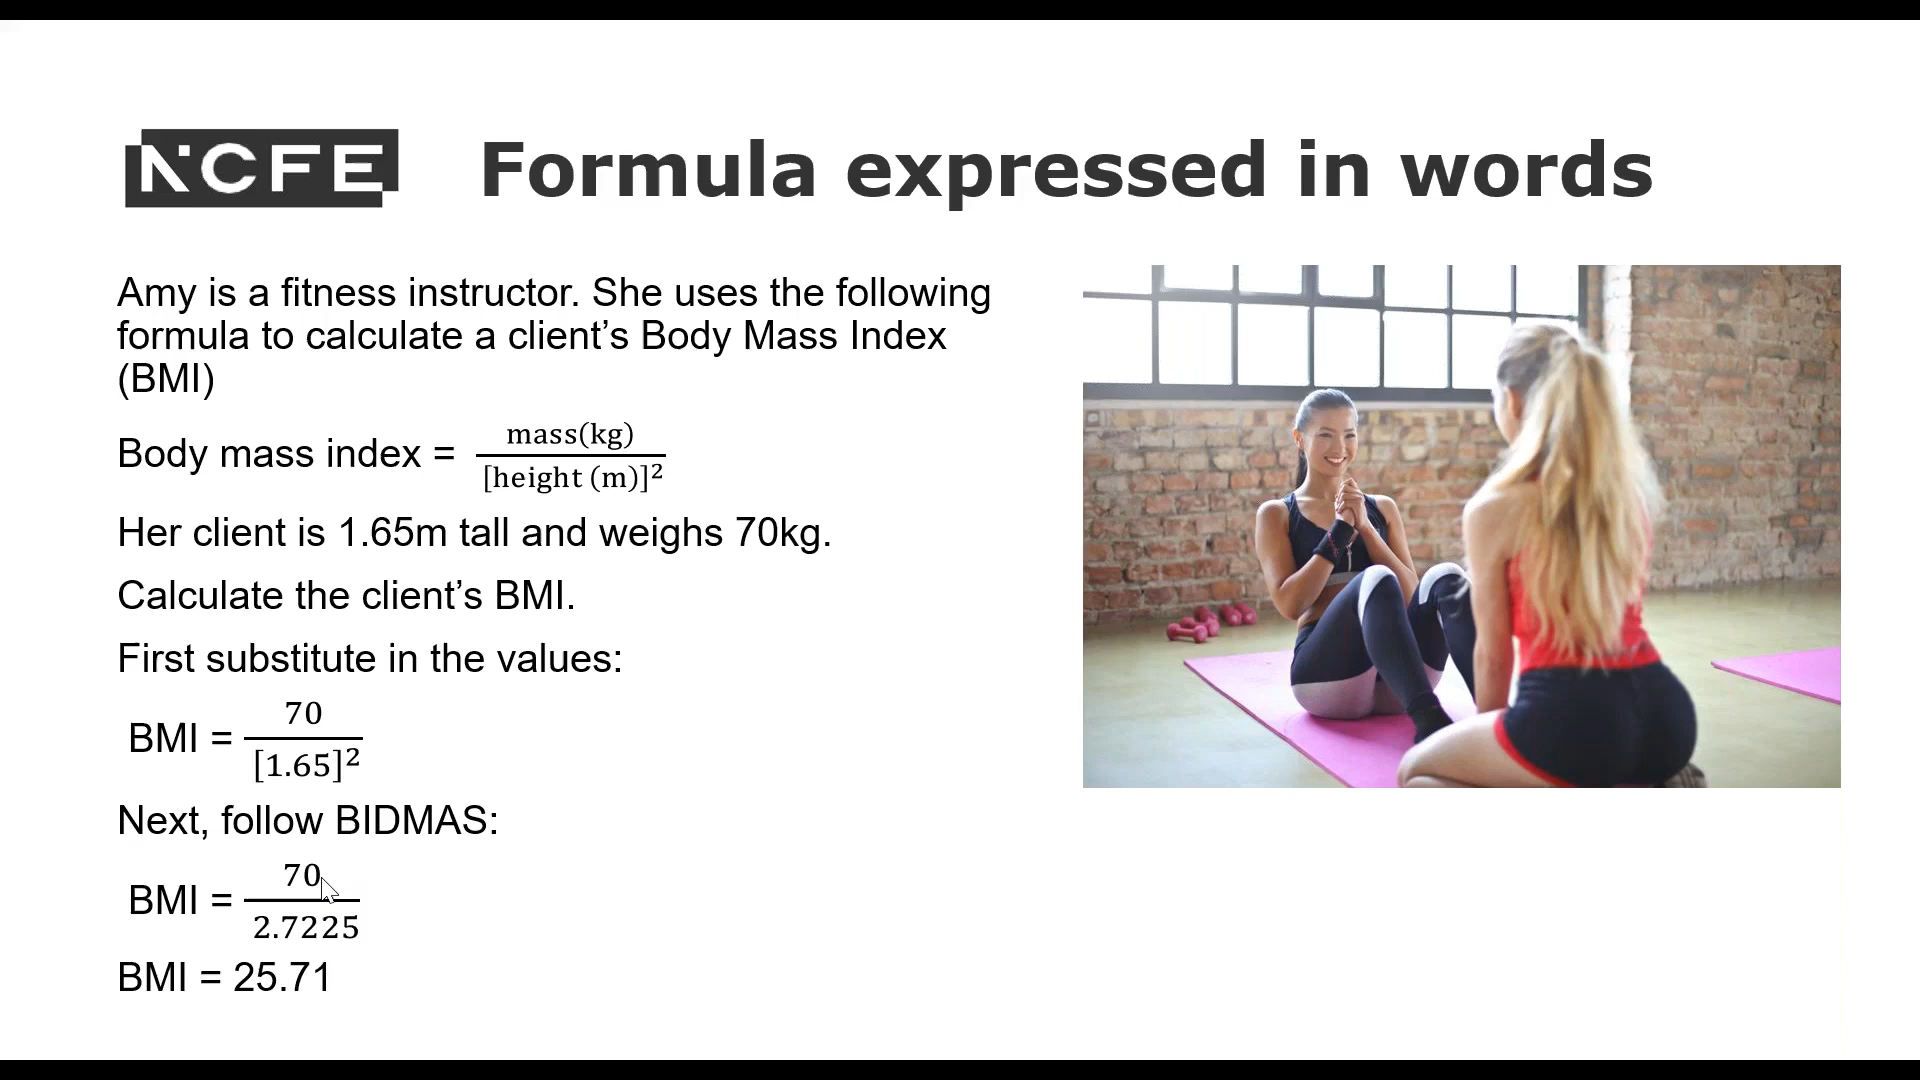 NCFE
Formula expressed in words
Amy is a fitness instructor. She uses the following
formula to calculate a client’s Body Mass Index
(BMI)
Body mass index = mass(kg) / [height (m)]²
Her client is 1.65m tall and weighs 70kg.
Calculate the client’s BMI.
First substitute in the values:
BMI = 70 / [1.65]²
Next, follow BIDMAS:
BMI = 70 / 2.7225
BMI = 25.71